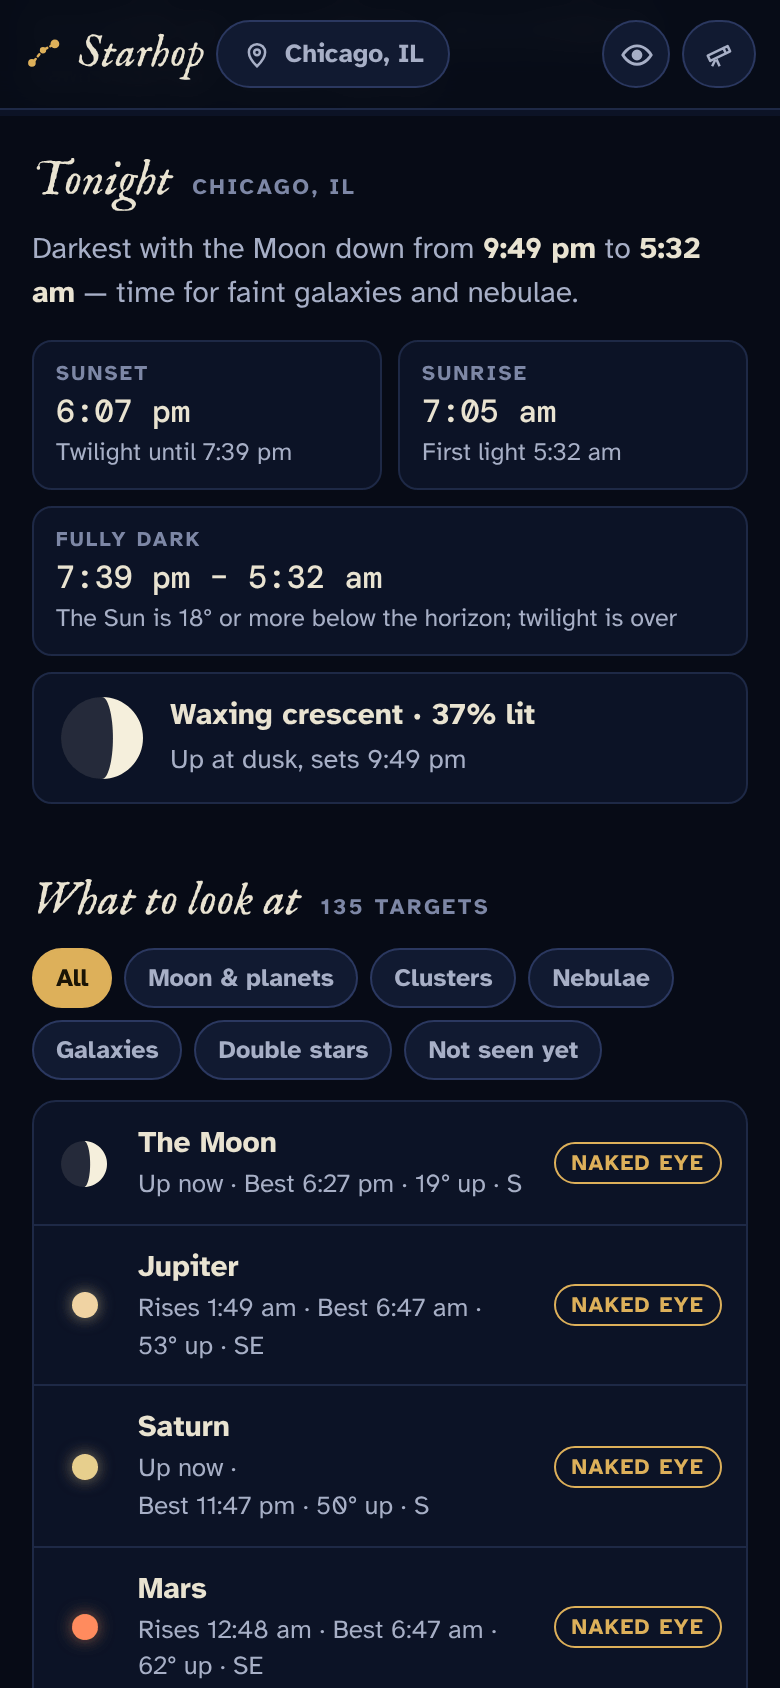 Starhop
Chicago, IL
Tonight CHICAGO, IL
Darkest with the Moon down from 9:49 pm to 5:32
am — time for faint galaxies and nebulae.
SUNSET
6:07 pm
Twilight until 7:39 pm
SUNRISE
7:05 am
First light 5:32 am
FULLY DARK
7:39 pm – 5:32 am
The Sun is 18° or more below the horizon; twilight is over
Waxing crescent · 37% lit
Up at dusk, sets 9:49 pm
What to look at 135 TARGETS
All
Moon & planets
Clusters
Nebulae
Galaxies
Double stars
Not seen yet
The Moon
Up now · Best 6:27 pm · 19° up · S
NAKED EYE
Jupiter
Rises 1:49 am · Best 6:47 am ·
53° up · SE
NAKED EYE
Saturn
Up now ·
Best 11:47 pm · 50° up · S
NAKED EYE
Mars
Rises 12:48 am · Best 6:47 am ·
62° up · SE
NAKED EYE